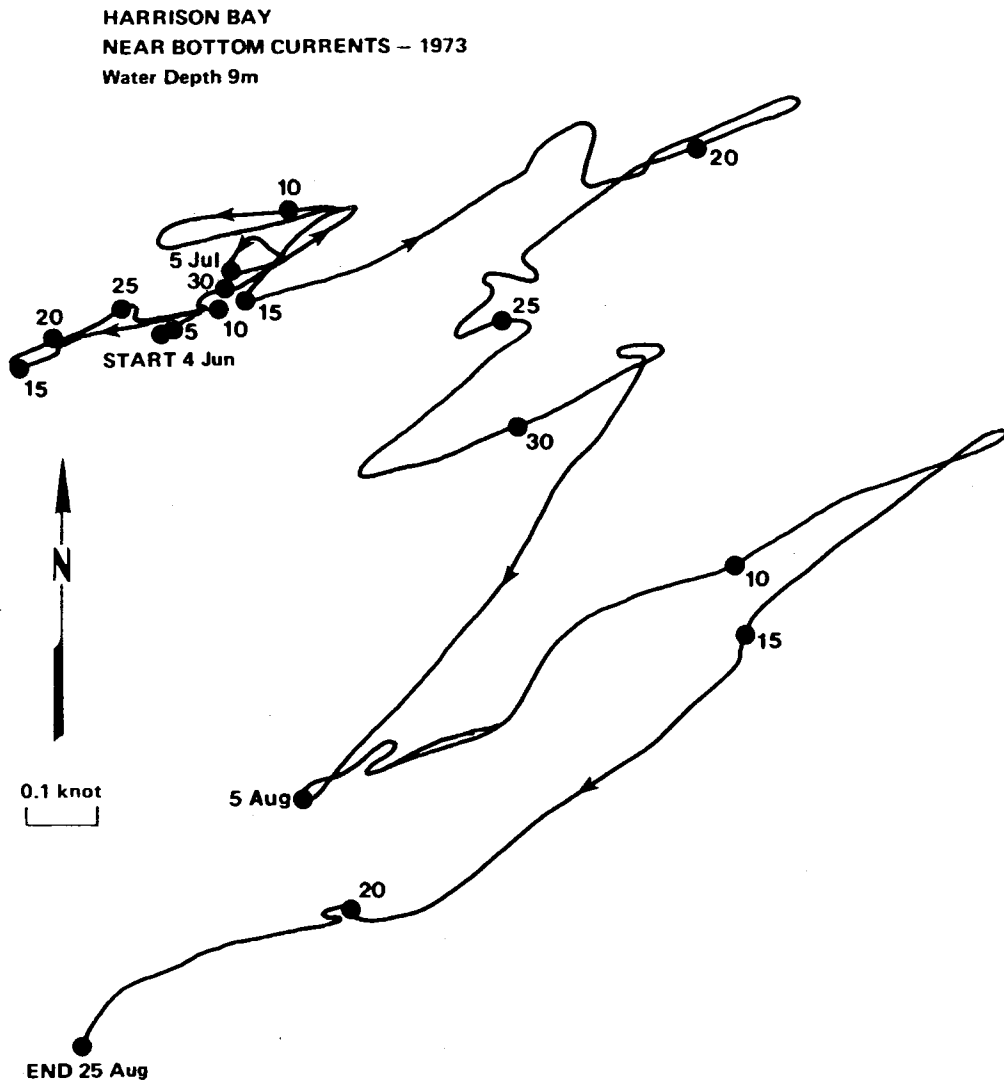 HARRISON BAY
NEAR BOTTOM CURRENTS – 1973
Water Depth 9m
20
10
5 Jul
30
25
15
20
10
5
START 4 Jun
15
25
30
N
10
15
0.1 knot
5 Aug
20
END 25 Aug